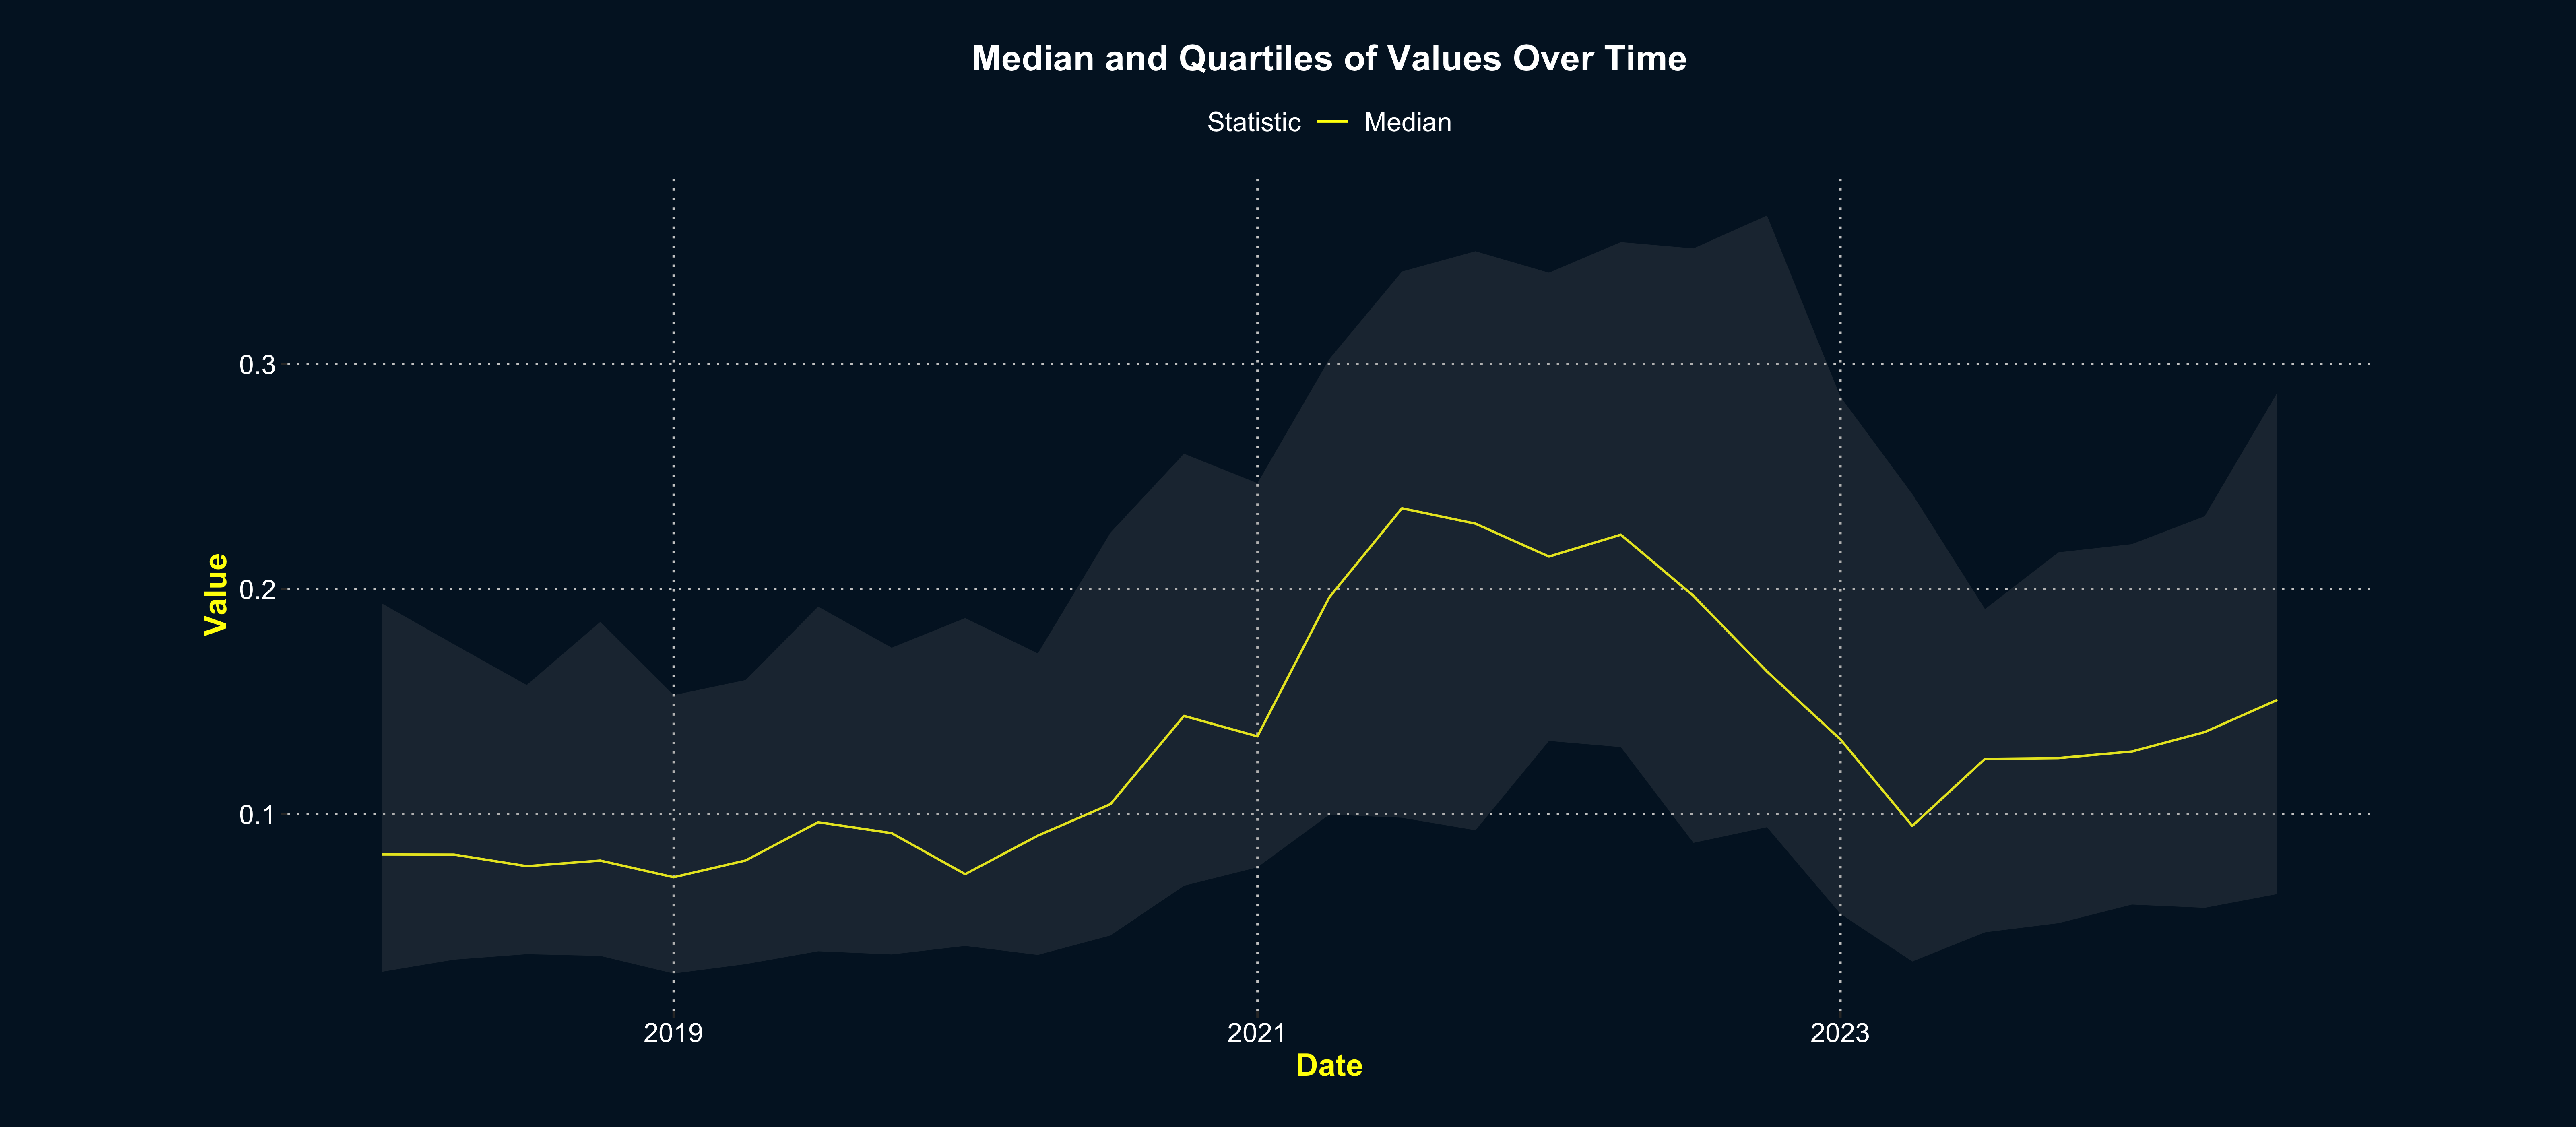 Median and Quartiles of Values Over Time
Statistic Median
Value
0.3
0.2
0.1
2019 2021 2023
Date